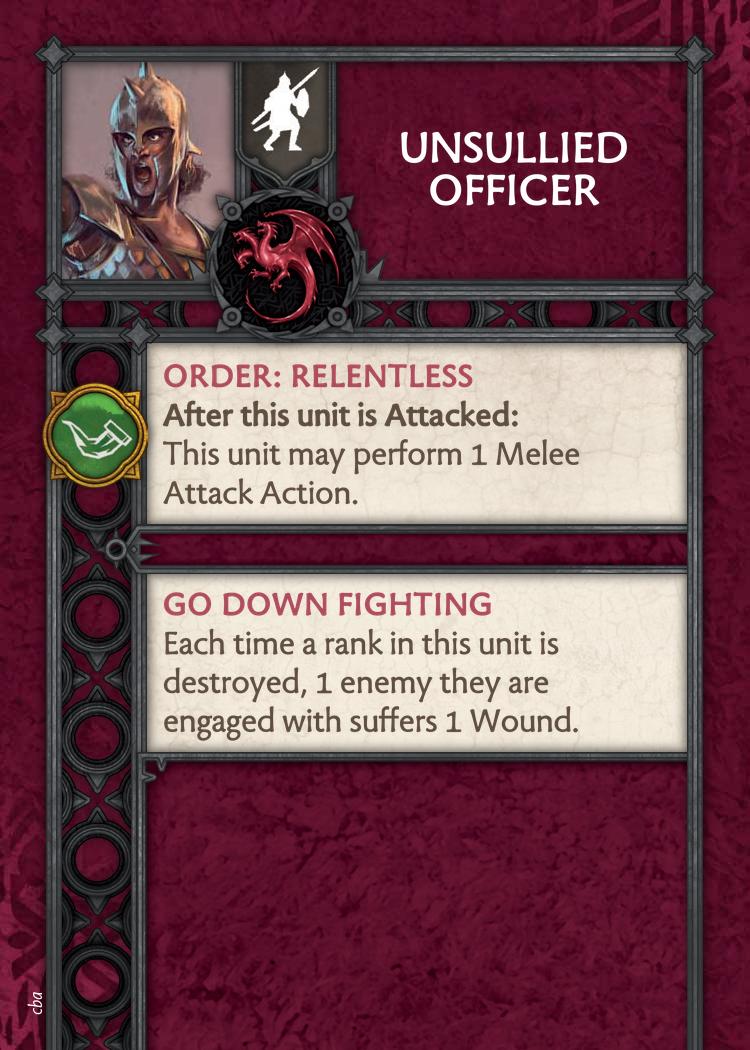 UNSULLIED
OFFICER
ORDER: RELENTLESS
After this unit is Attacked:
This unit may perform 1 Melee
Attack Action.
GO DOWN FIGHTING
Each time a rank in this unit is
destroyed, 1 enemy they are
engaged with suffers 1 Wound.
cba